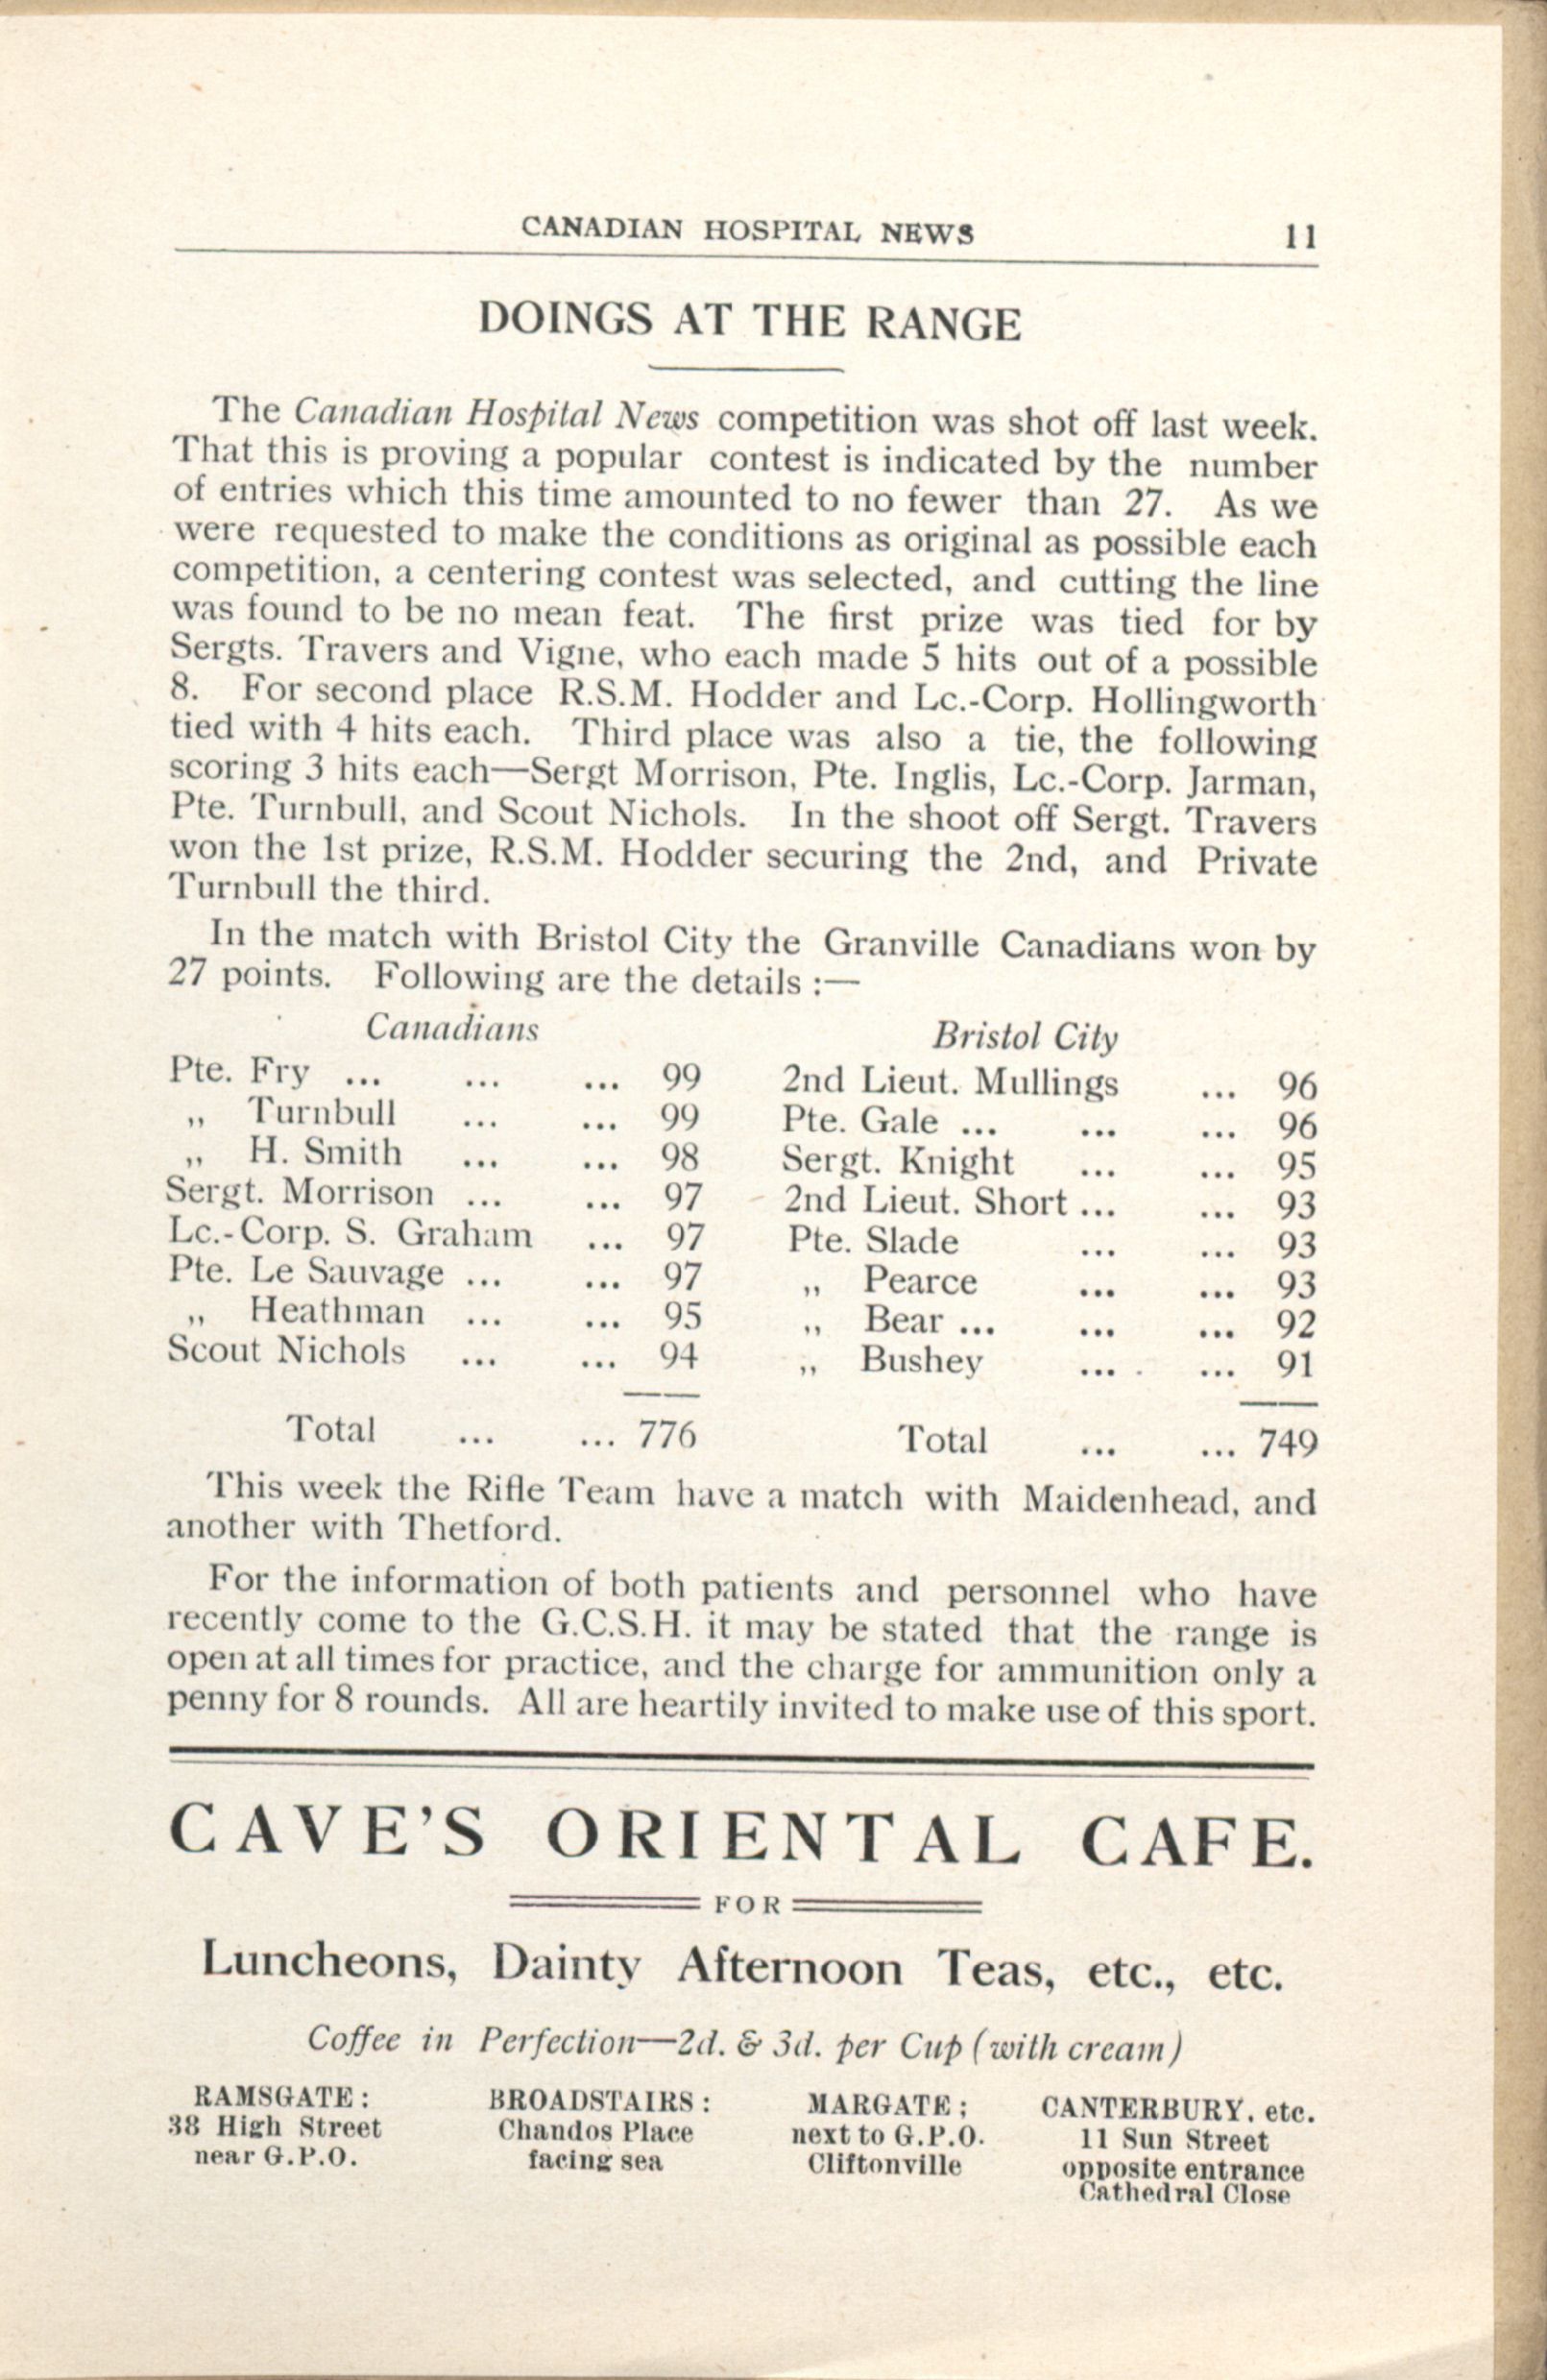 CANADIAN HOSPITAL NEWS 11
DOINGS AT THE RANGE
The Canadian Hospital News competition was shot off last week.
That this is proving a popular contest is indicated by the number
of entries which this time amounted to no fewer than 27. As we
were requested to make the conditions as original as possible each
competition, a centering contest was selected, and cutting the line
was found to be no mean feat. The first prize was tied for by
Sergts. Travers and Vigne, who each made 5 hits out of a possible
8. For second place R.S.M. Hodder and Lc.-Corp. Hollingworth
tied with 4 hits each. Third place was also a tie, the following
scoring 3 hits each—Sergt Morrison, Pte. Inglis, Lc.-Corp. Jarman,
Pte. Turnbull, and Scout Nichols. In the shoot off Sergt. Travers
won the 1st prize, R.S.M. Hodder securing the 2nd, and Private
Turnbull the third.
In the match with Bristol City the Granville Canadians won by
27 points. Following are the details :—
Canadians
Pte. Fry ... ... ... 99
„ Turnbull ... ... 99
„ H. Smith ... ... 98
Sergt. Morrison ... ... 97
Lc.-Corp. S. Graham ... 97
Pte. Le Sauvage ... ... 97
„ Heathman ... ... 95
Scout Nichols ... ... 94
Total ... ... 776
Bristol City
2nd Lieut. Mullings ... 96
Pte. Gale ... ... ... 96
Sergt. Knight ... ... 95
2nd Lieut. Short ... ... 93
Pte. Slade ... ... 93
„ Pearce ... ... 93
„ Bear ... ... ... 92
„ Bushey ... ... 91
Total ... ... 749
This week the Rifle Team have a match with Maidenhead, and
another with Thetford.
For the information of both patients and personnel who have
recently come to the G.C.S.H. it may be stated that the range is
open at all times for practice, and the charge for ammunition only a
penny for 8 rounds. All are heartily invited to make use of this sport.
CAVE'S ORIENTAL CAFE.
FOR
Luncheons, Dainty Afternoon Teas, etc., etc.
Coffee in Perfection—2d. & 3d. per Cup (with cream)
RAMSGATE :
38 High Street
near G.P.O.
BROADSTAIRS :
Chandos Place
facing sea
MARGATE ;
next to G.P.O.
Cliftonville
CANTERBURY. etc.
11 Sun Street
opposite entrance
Cathedral Close